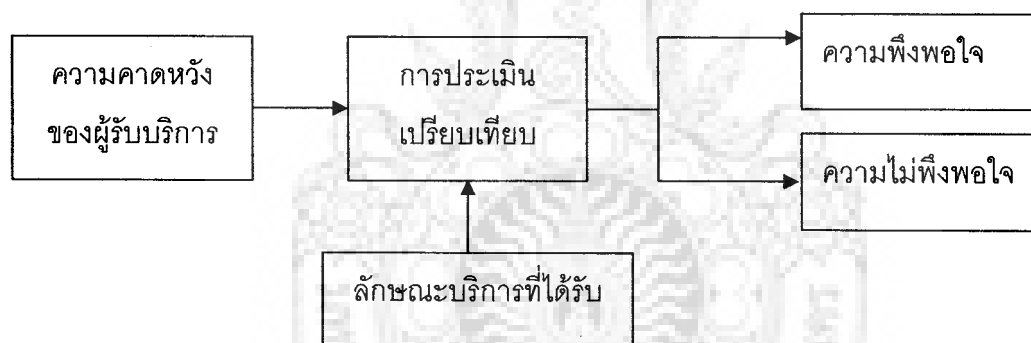 ความคาดหวัง
ของผู้รับบริการ
การประเมิน
เปรียบเทียบ
ความพึงพอใจ
ความไม่พึงพอใจ
ลักษณะบริการที่ได้รับ